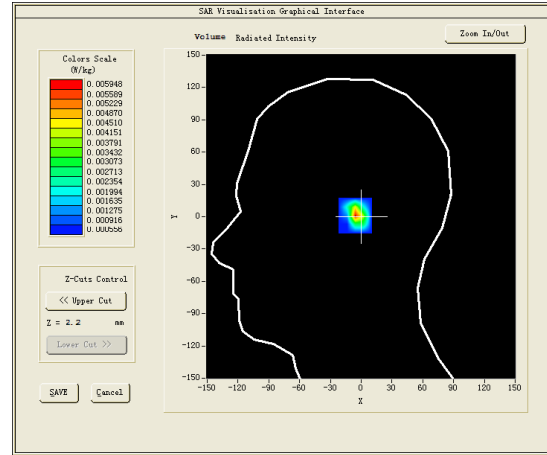 SAR Visualisation Graphical Interface
Volume Radiated Intensity
Zoom In/Out
Colors Scale
(W/kg)
0.005948
0.005589
0.005229
0.004870
0.004510
0.004151
0.003791
0.003432
0.003073
0.002713
0.002354
0.001994
0.001635
0.001275
0.000916
0.000556
Z-Cuts Control
<< Upper Cut
Z = 2.2 mm
Lower Cut >>
SAVE
Cancel
150
120
90
60
30
Y
0
-30
-60
-90
-120
-150
-150 -120 -90 -60 -30 0 30 60 90 120 150
X